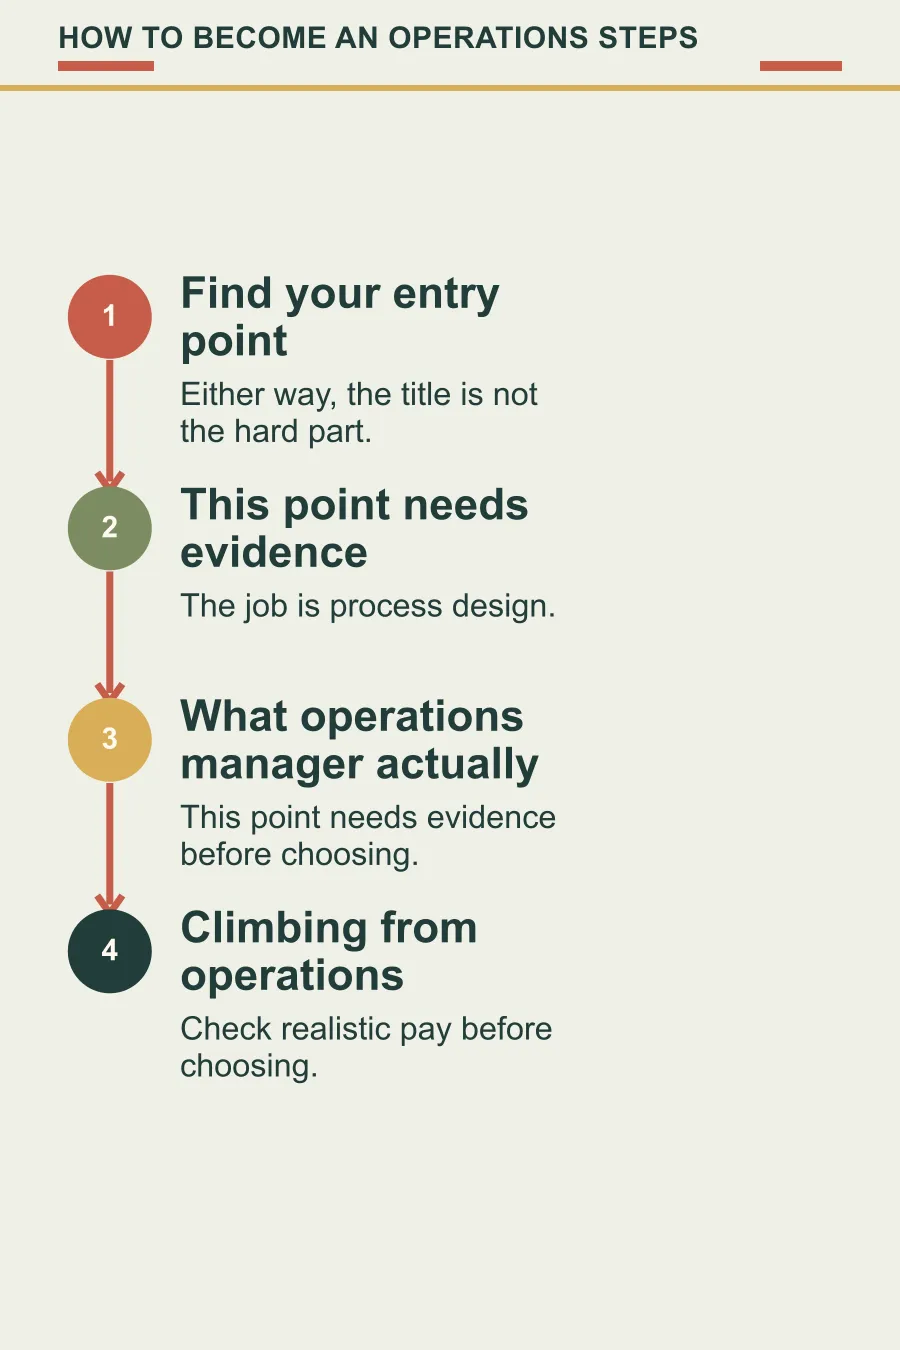 HOW TO BECOME AN OPERATIONS STEPS
1
Find your entry
point
Either way, the title is not
the hard part.
2
This point needs
evidence
The job is process design.
3
What operations
manager actually
This point needs evidence
before choosing.
4
Climbing from
operations
Check realistic pay before
choosing.